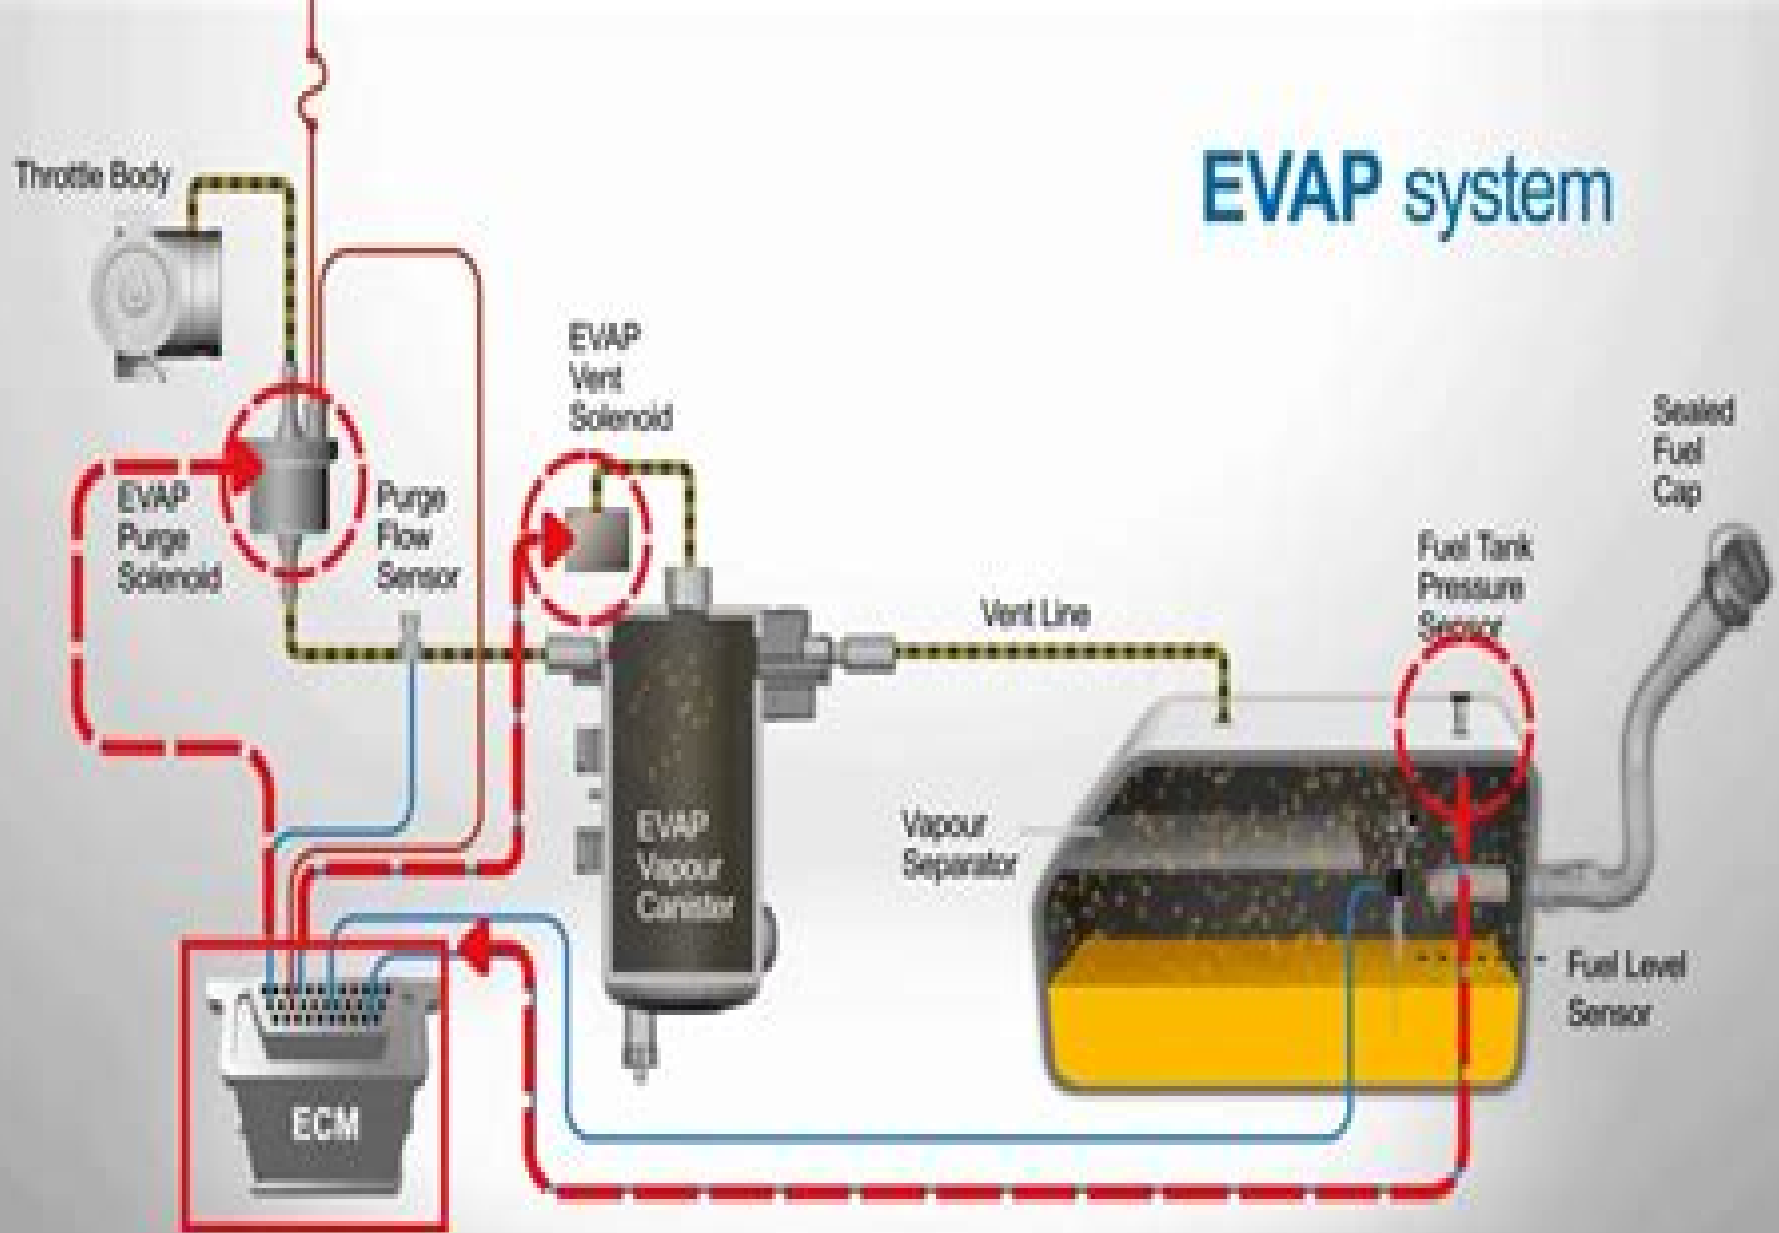 EVAP system
Throttle Body
EVAP
Vent
Solenoid
Sealed
Fuel
Cap
EVAP
Purge
Solenoid
Purge
Flow
Sensor
Fuel Tank
Pressure
Sensor
Vent Line
EVAP
Vapour
Canister
Vapour
Separator
Fuel Level
Sensor
ECM